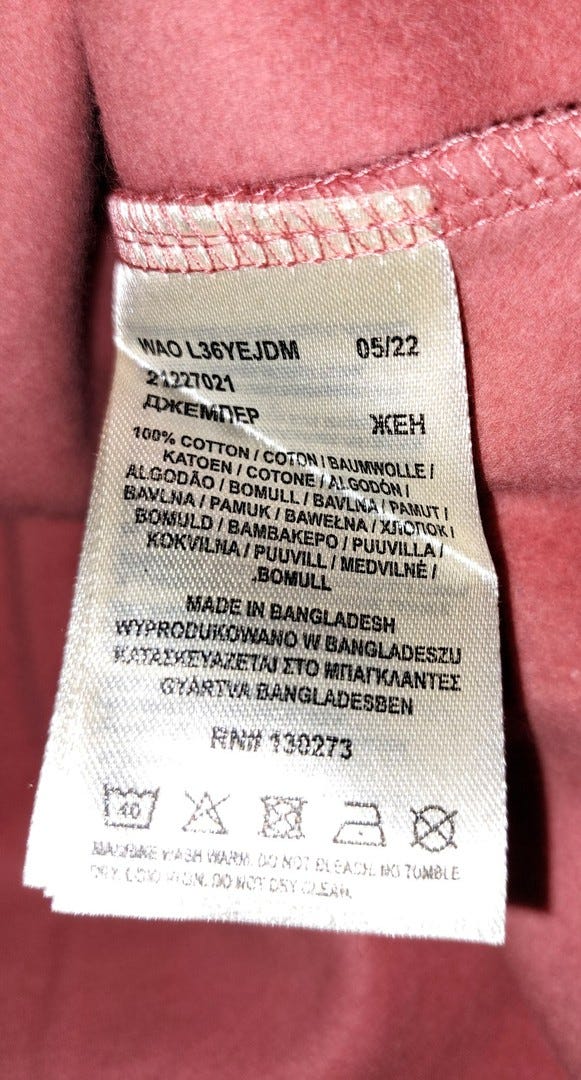 WAO L36YEJDM 05/22
21227021
ДЖЕМПЕР ЖЕН
100% COTTON / COTON / BAUMWOLLE /
KATOEN / COTONE / ALGODÓN /
ALGODÃO / BOMULL / BAVLNA / PAMUT /
BAVLNA / PAMUK / BAWEŁNA / ХЛОПОК /
BOMULD / ΒΑΜΒΑΚΕΡΟ / PUUVILLA /
KOKVILNA / PUUVILL / MEDVILNĖ /
.BOMULL
MADE IN BANGLADESH
WYPRODUKOWANO W BANGLADESZU
ΚΑΤΑΣΚΕΥΑΖΕΤΑΙ ΣΤΟ ΜΠΑΓΚΛΑΝΤΕΣ
GYÁRTVA BANGLADESBEN
RN# 130273
40
MACHINE WASH WARM. DO NOT BLEACH. NO TUMBLE
DRY. LOW IRON. DO NOT DRY CLEAN.